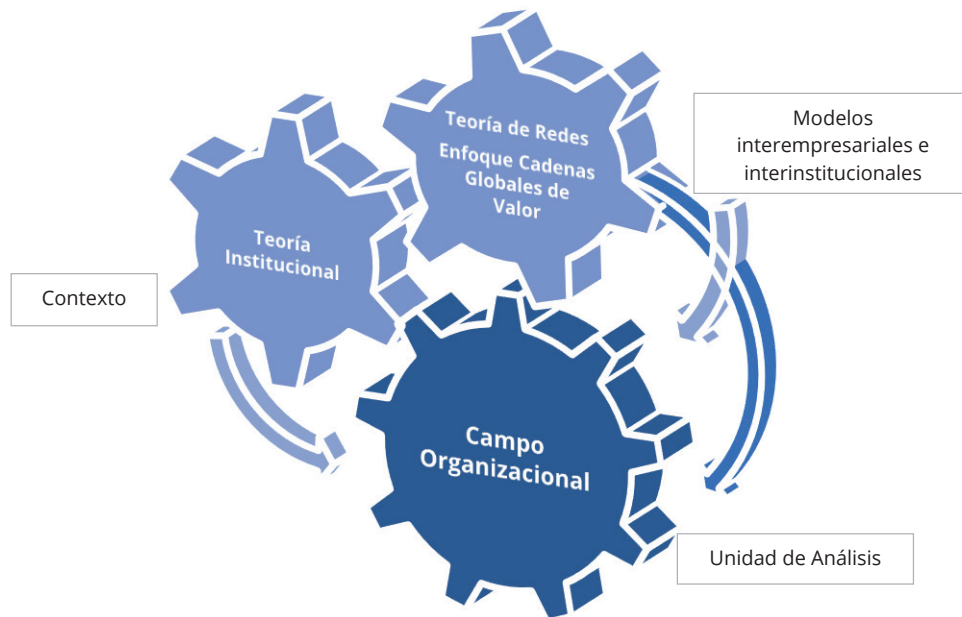 Teoría de Redes
Enfoque Cadenas
Globales de
Valor
Modelos
interempresariales e
interinstitucionales
Teoría
Institucional
Contexto
Campo
Organizacional
Unidad de Análisis